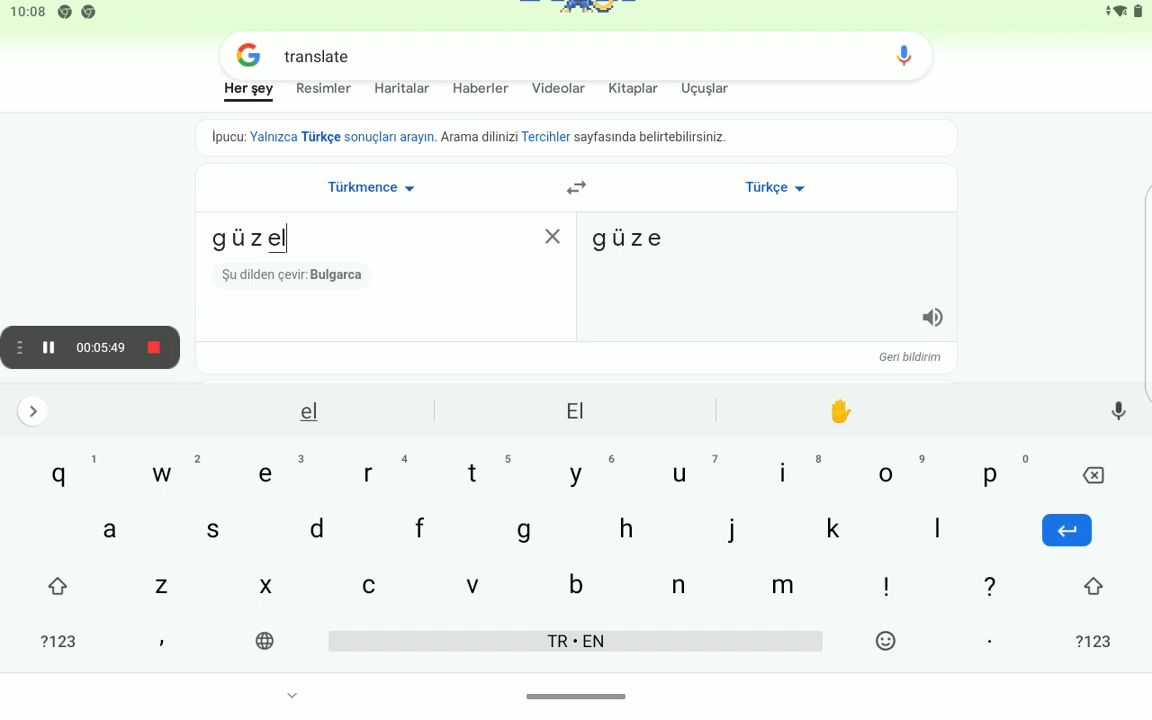 10:08
translate
Her şey Resimler Haritalar Haberler Videolar Kitaplar Uçuşlar
İpucu: Yalnızca Türkçe sonuçları arayın. Arama dilinizi Tercihler sayfasında belirtebilirsiniz.
Türkmence Türkçe
g ü z el g ü z e
Şu dilden çevir: Bulgarca
00:05:49
Geri bildirim
el El
q 1 w 2 e 3 r 4 t 5 y 6 u 7 i 8 o 9 p 0
a s d f g h j k l
z x c v b n m ! ?
?123 , TR • EN . ?123